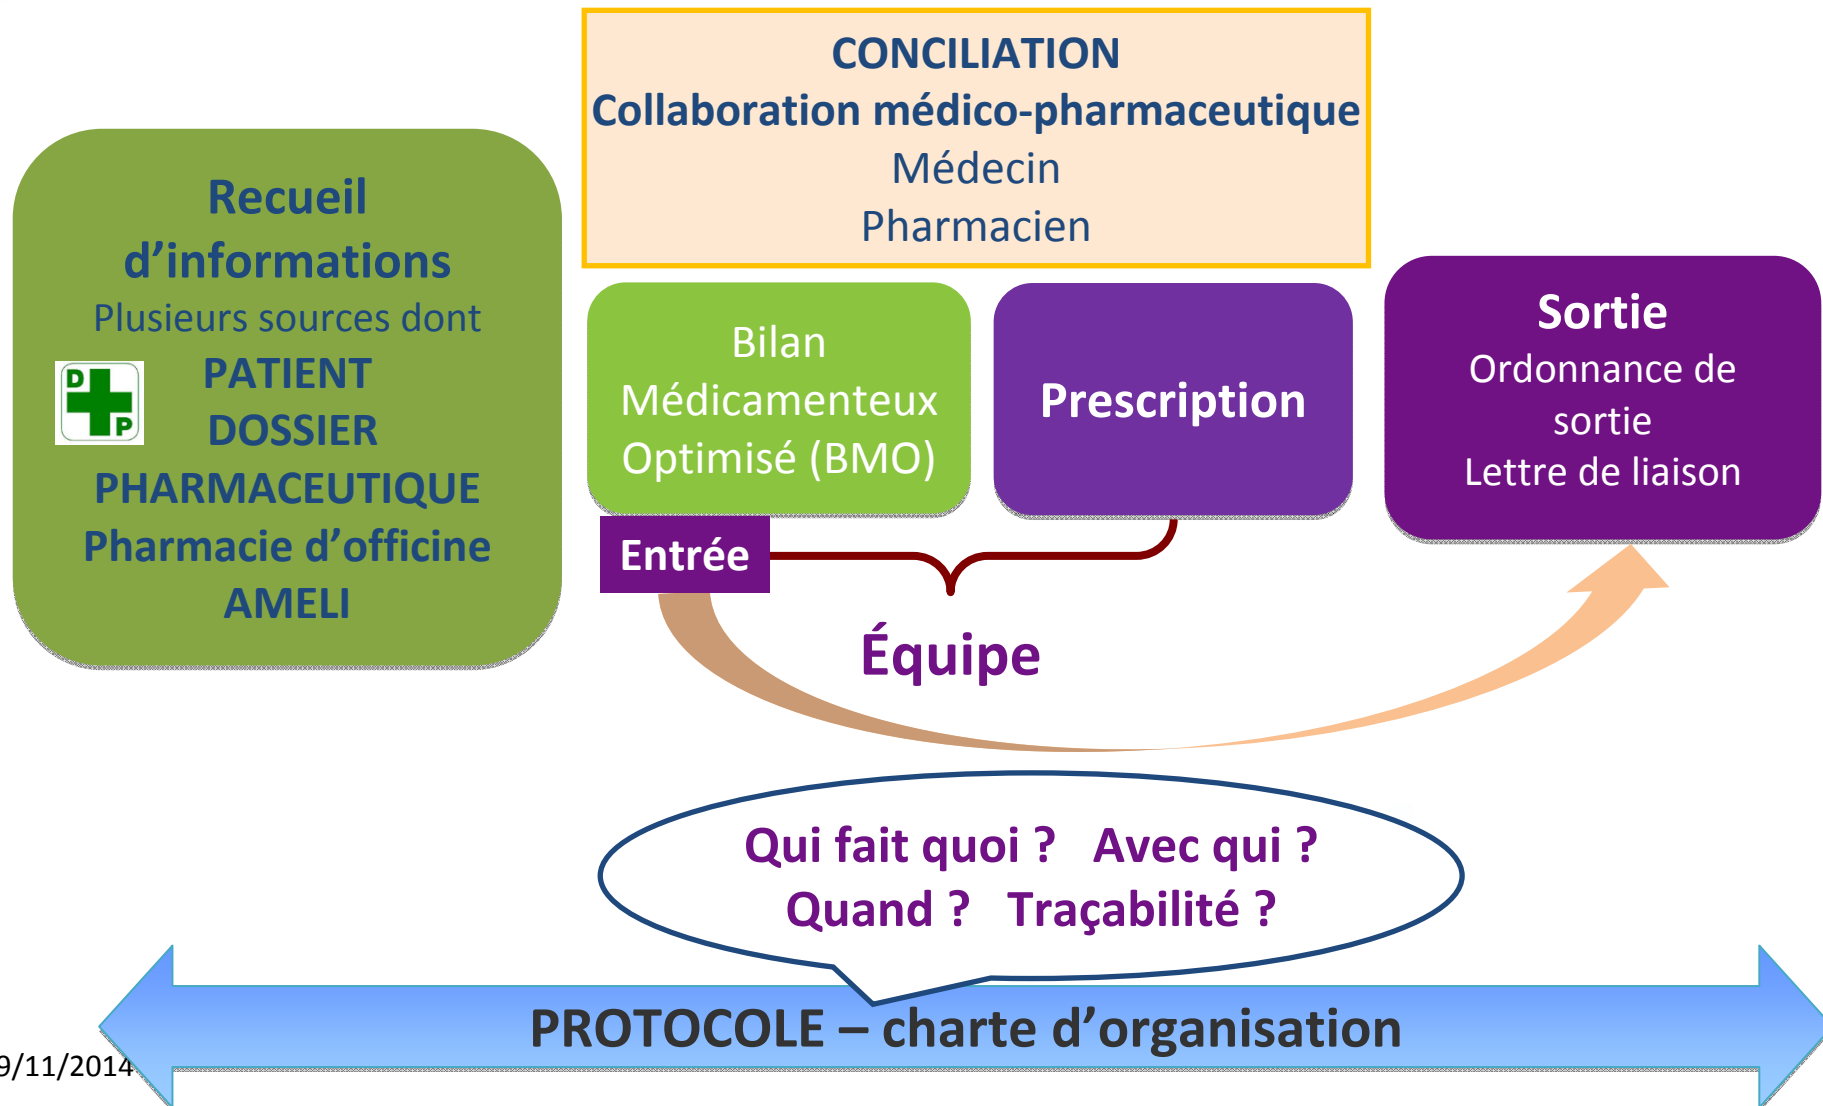 CONCILIATION
Collaboration médico-pharmaceutique
Médecin
Pharmacien
Recueil
d’informations
Plusieurs sources dont
PATIENT
DOSSIER
PHARMACEUTIQUE
Pharmacie d’officine
AMELI
D
P
Bilan
Médicamenteux
Optimisé (BMO)
Prescription
Sortie
Ordonnance de
sortie
Lettre de liaison
Entrée
Équipe
Qui fait quoi ? Avec qui ?
Quand ? Traçabilité ?
PROTOCOLE – charte d’organisation
9/11/2014